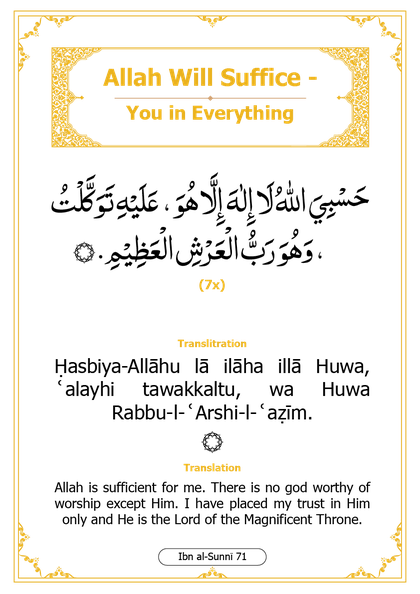 Allah Will Suffice -
You in Everything
حَسْبِيَ اللهُ لَا إِلٰهَ إِلَّا هُوَ ، عَلَيْهِ تَوَكَّلْتُ
، وَهُوَ رَبُّ الْعَرْشِ الْعَظِيْمِ.
(7x)
Translitration
Ḥasbiya-Allāhu lā ilāha illā Huwa,
ʿalayhi tawakkaltu, wa Huwa
Rabbu-l-ʿArshi-l-ʿaẓīm.
Translation
Allah is sufficient for me. There is no god worthy of
worship except Him. I have placed my trust in Him
only and He is the Lord of the Magnificent Throne.
Ibn al-Sunnī 71